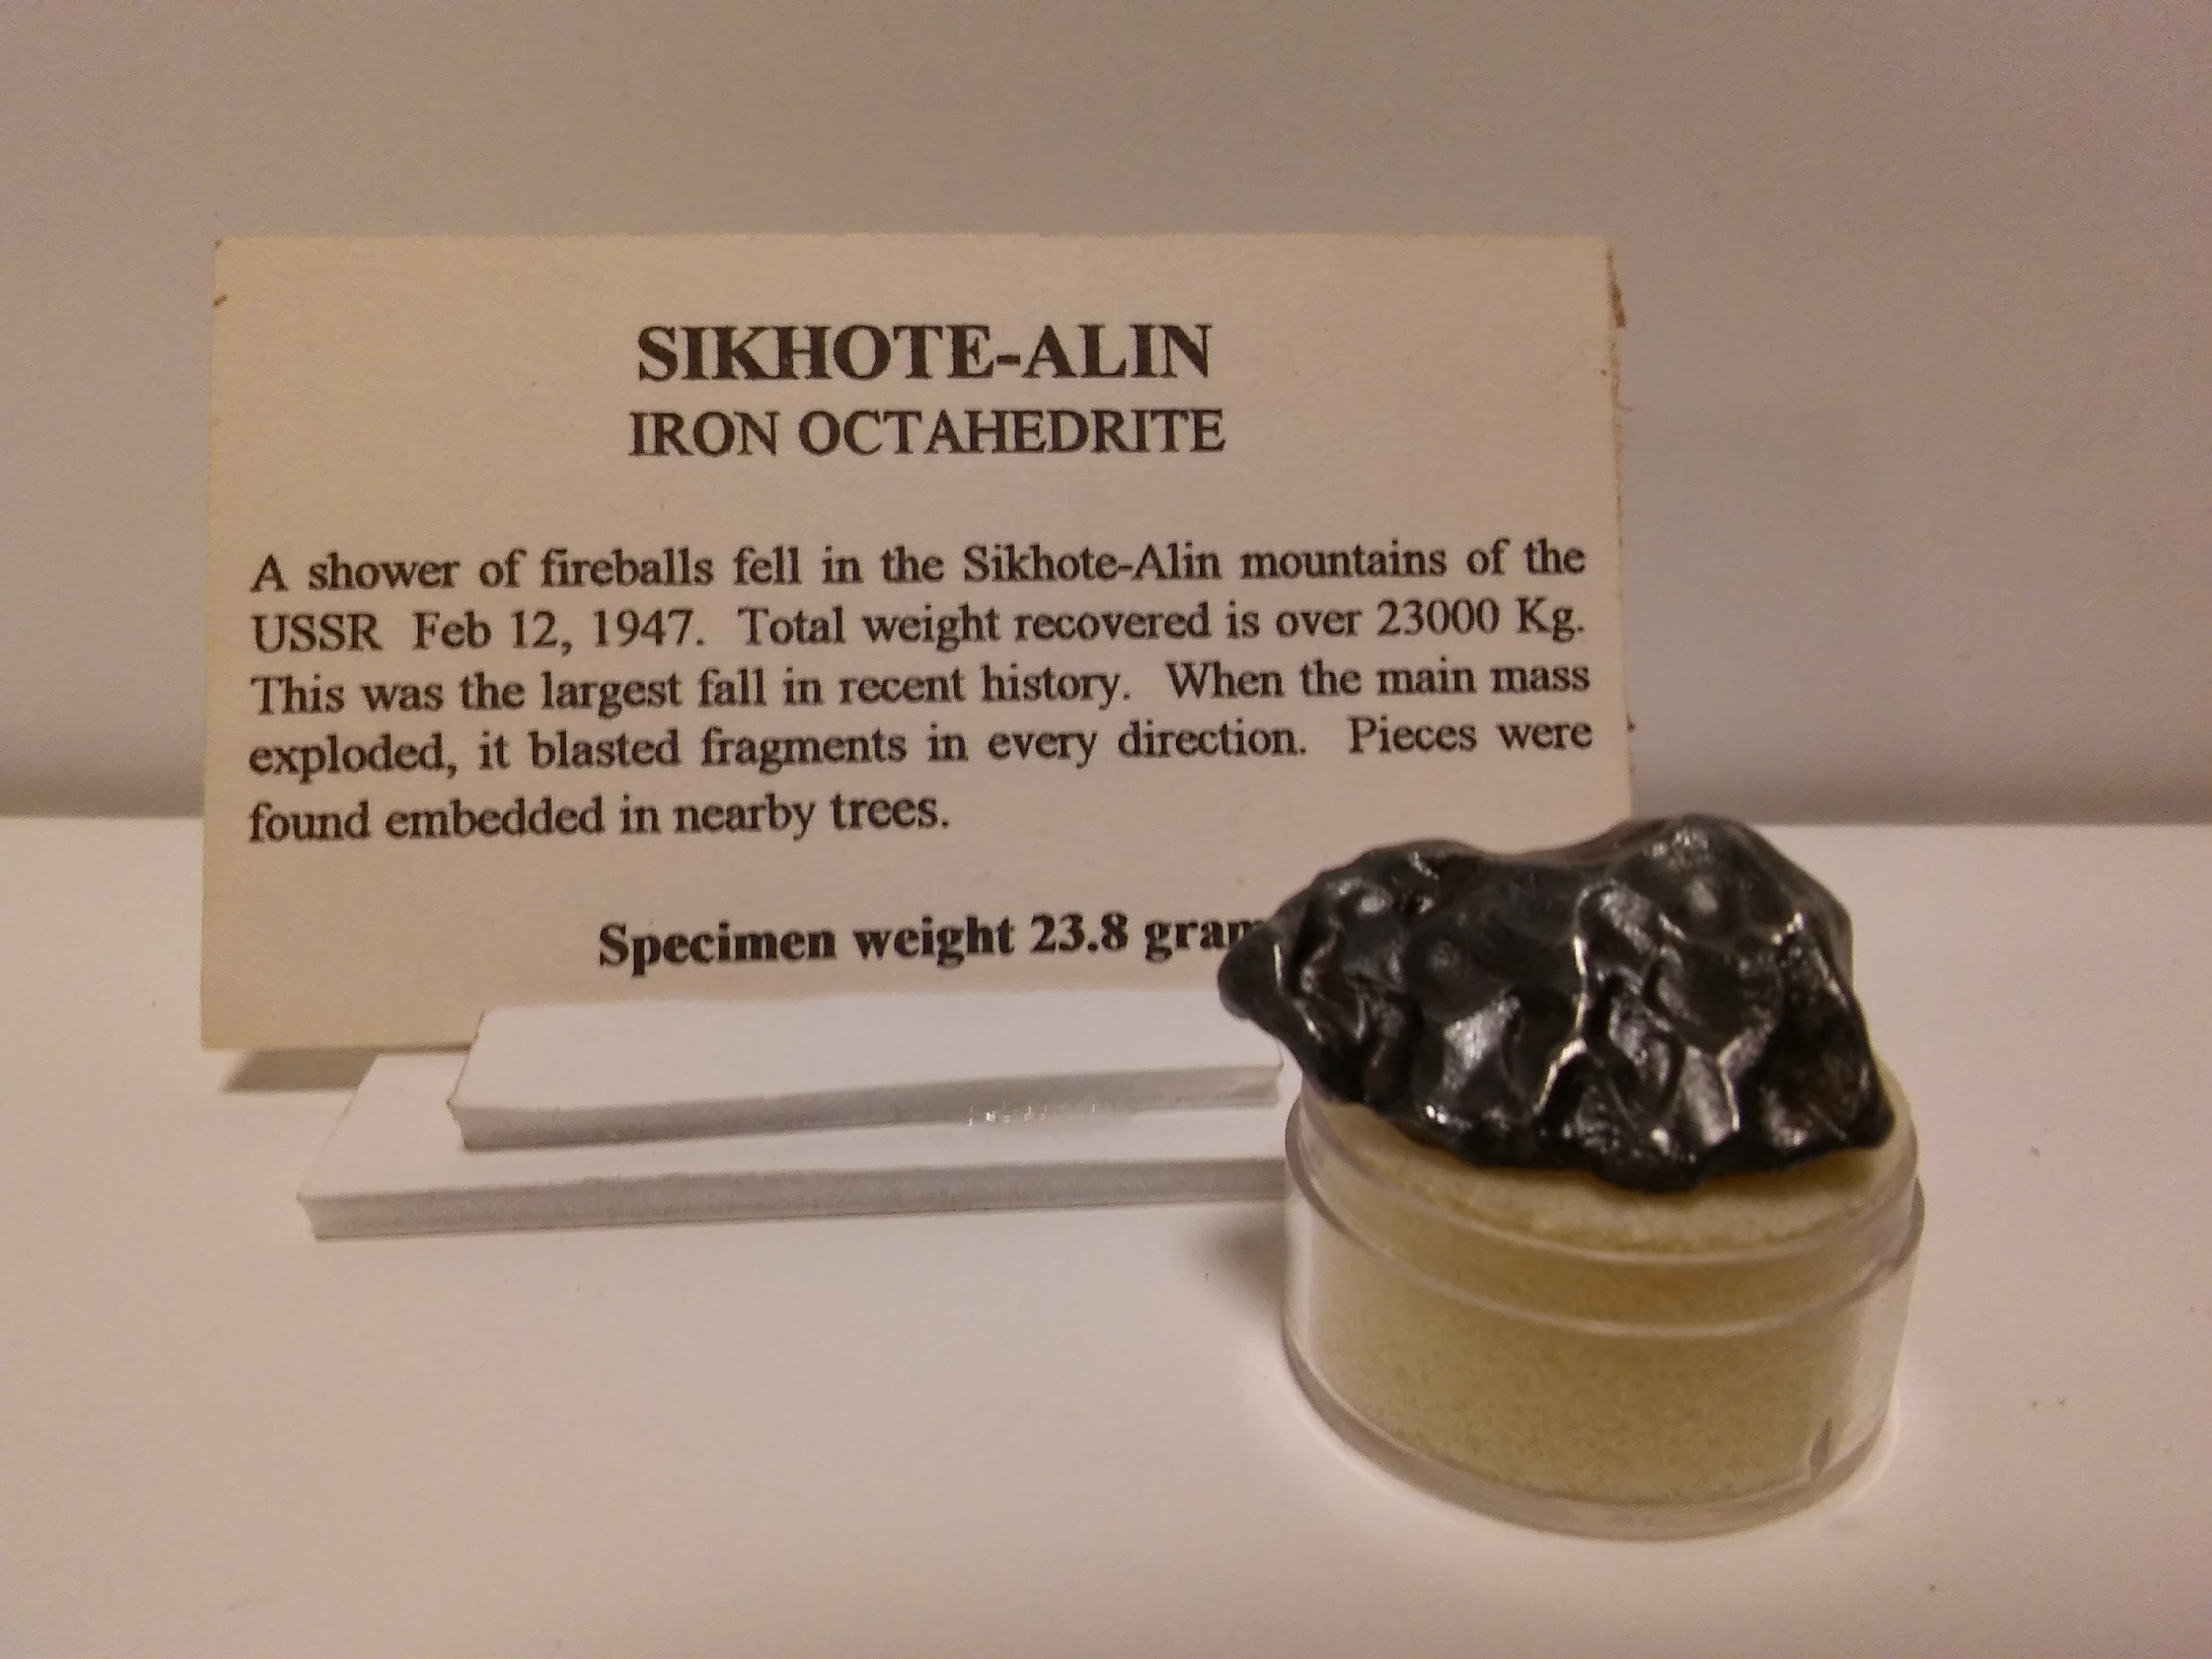 SIKHOTE-ALIN
IRON OCTAHEDRITE
A shower of fireballs fell in the Sikhote-Alin mountains of the
USSR Feb 12, 1947. Total weight recovered is over 23000 Kg.
This was the largest fall in recent history. When the main mass
exploded, it blasted fragments in every direction. Pieces were
found embedded in nearby trees.
Specimen weight 23.8 gram